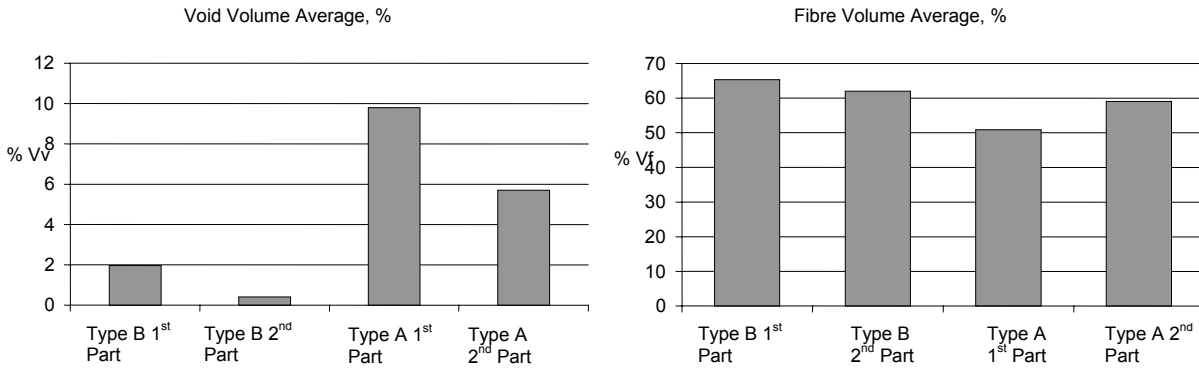 Void Volume Average, %
12
10
8
6
4
2
0
% Vv
Type B 1st
Part
Type B 2nd
Part
Type A 1st
Part
Type A
2nd Part
Fibre Volume Average, %
70
60
50
40
30
20
10
0
% Vf
Type B 1st
Part
Type B
2nd Part
Type A
1st Part
Type A 2nd
Part